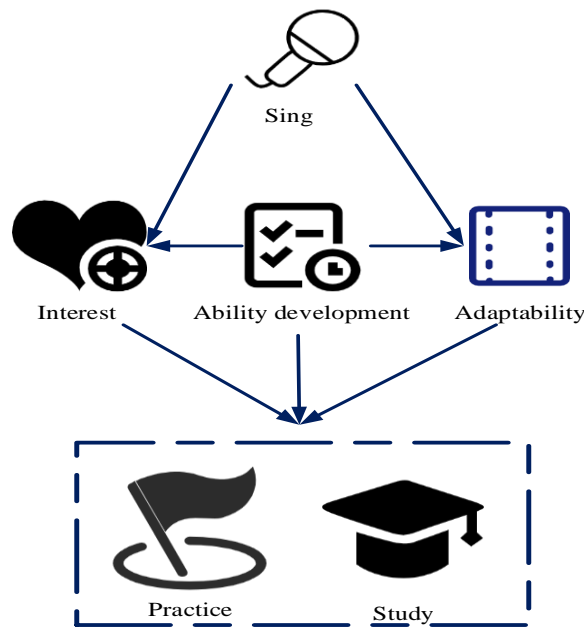 Sing
Interest
Ability development
Adaptability
Practice
Study